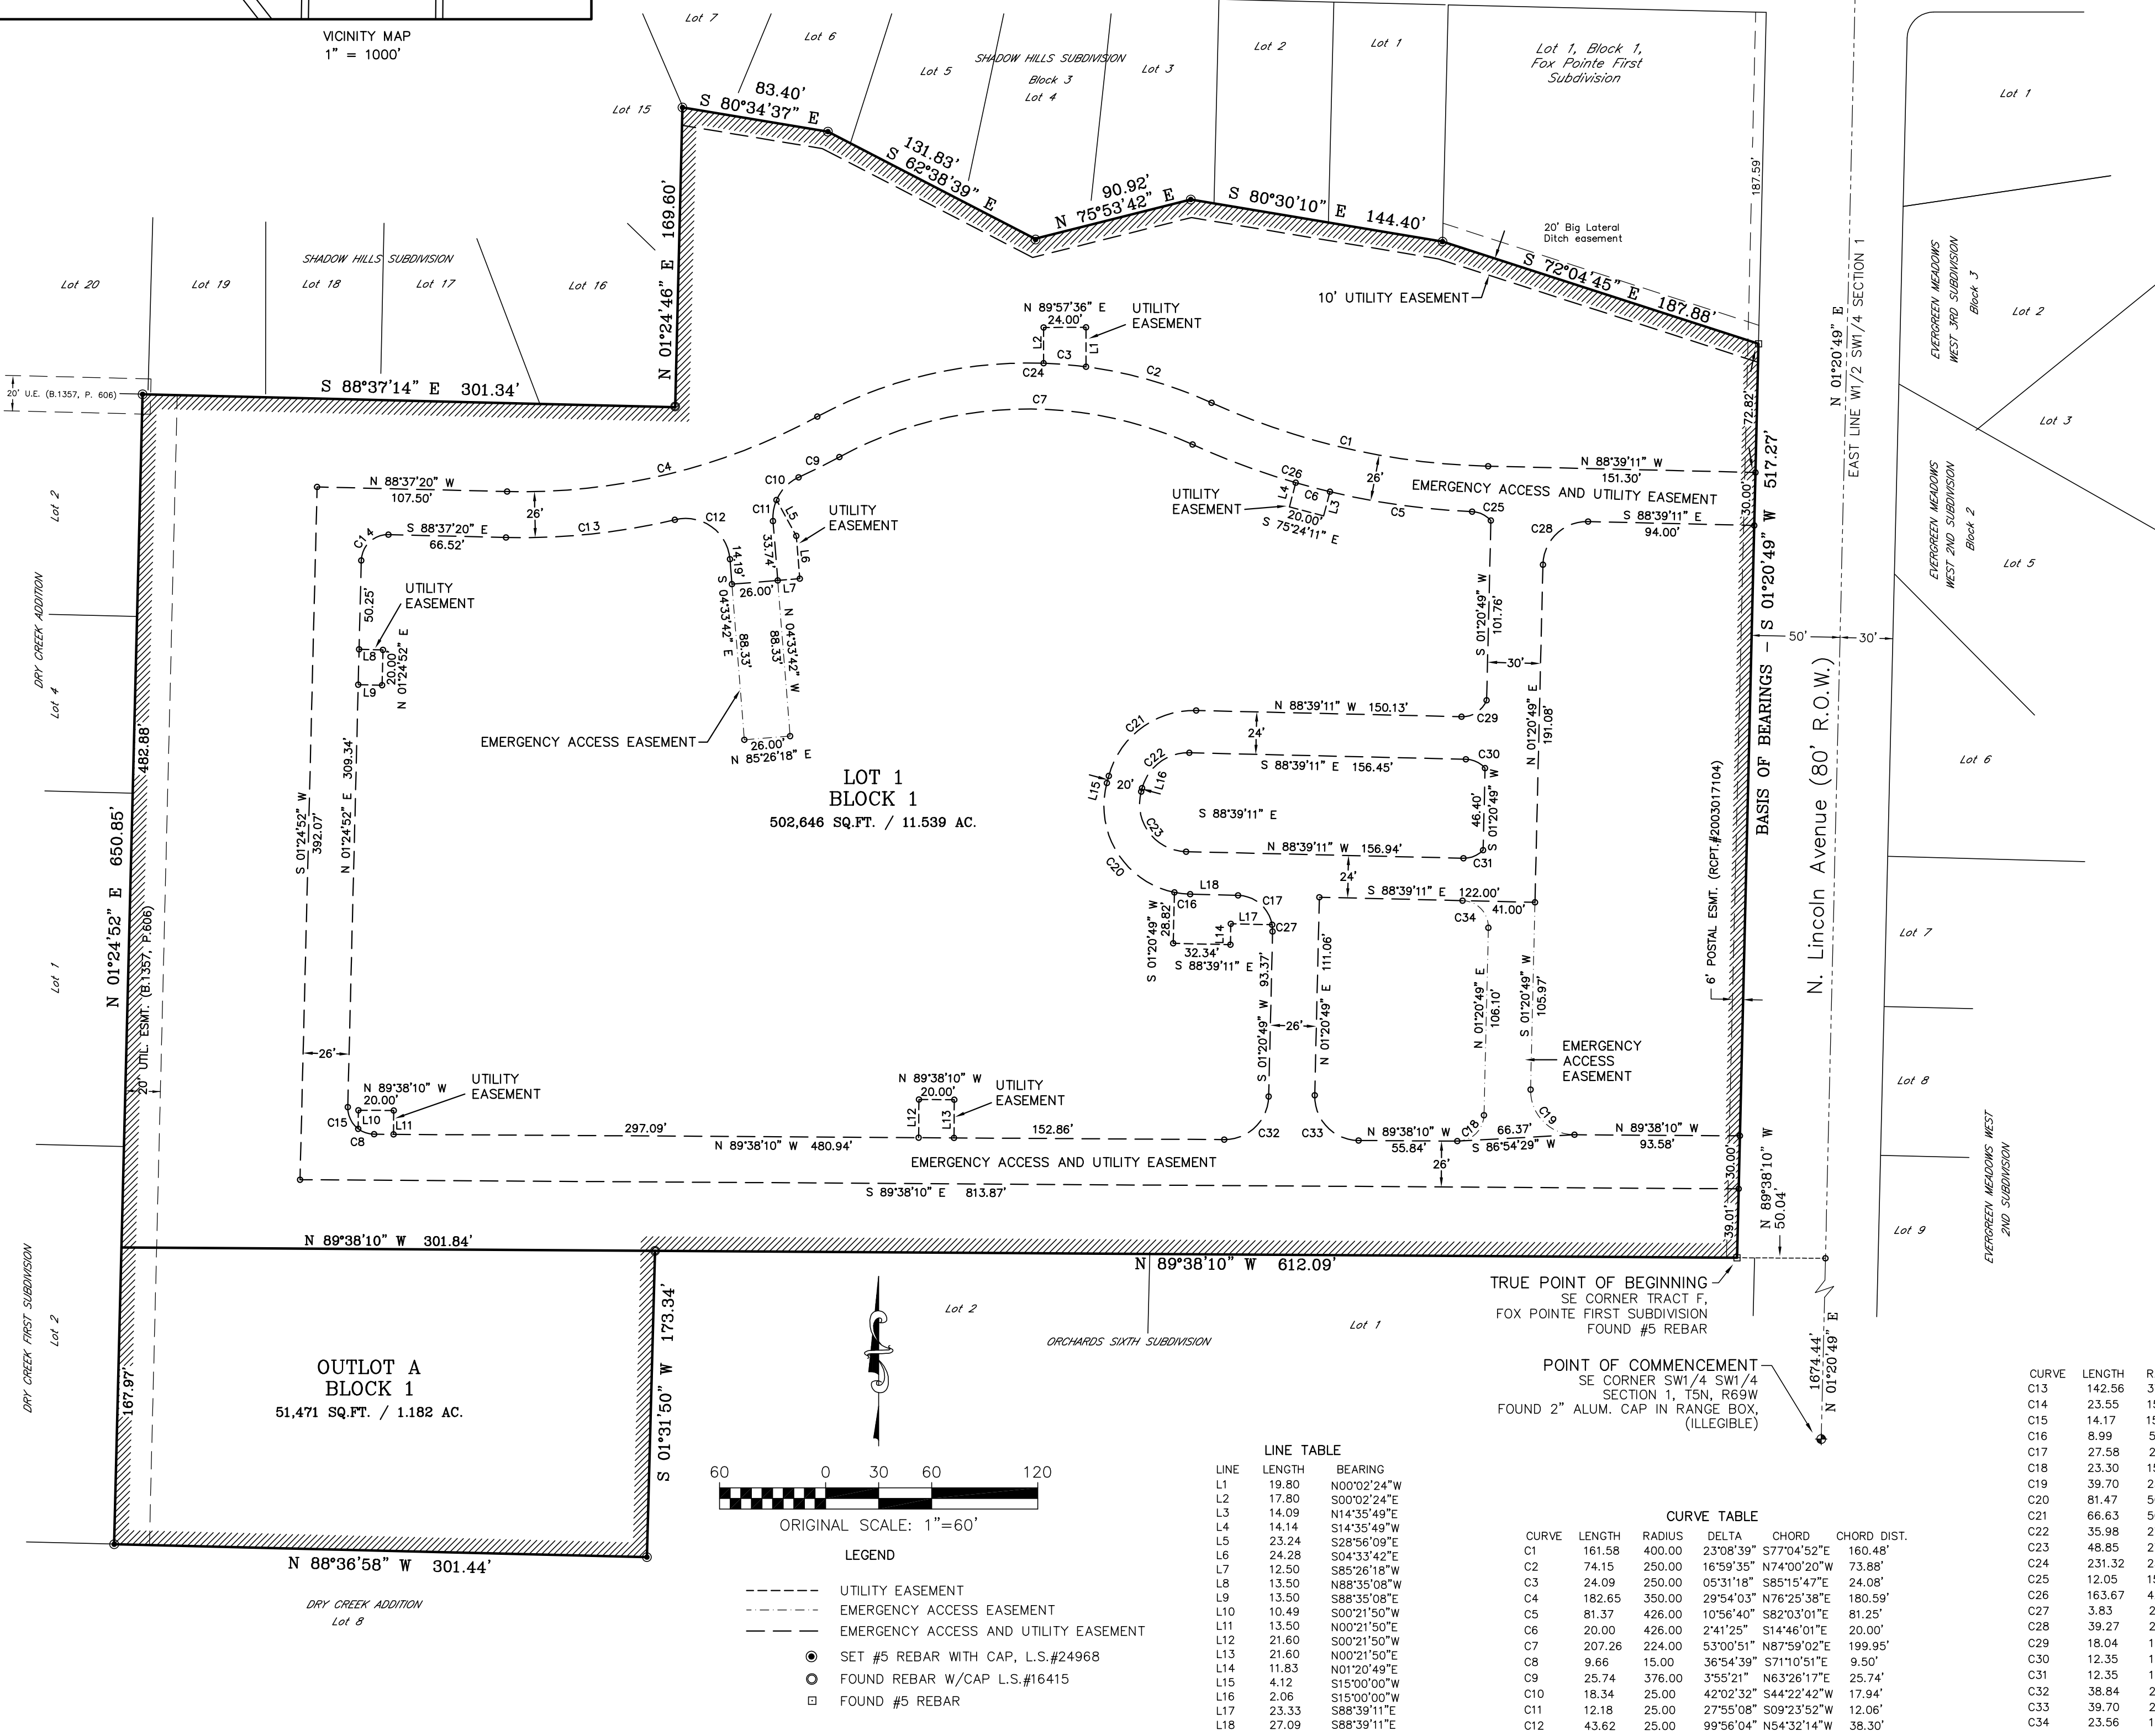 VICINITY MAP
1" = 1000'
Lot 7
Lot 6
Lot 5
SHADOW HILLS SUBDIVISION
Block 3
Lot 4
Lot 3
Lot 2
Lot 1
Lot 1, Block 1,
Fox Pointe First
Subdivision
Lot 15
83.40'
S 80°34'37" E
131.83'
S 62°38'39" E
90.92'
N 75°53'42" E
S 80°30'10" E 144.40'
20' Big Lateral
Ditch easement
S 72°04'45" E 187.88'
10' UTILITY EASEMENT
187.59'
N 01°20'49" E
EAST LINE W1/2 SW1/4 SECTION 1
Lot 1
EVERGREEN MEADOWS
WEST 3RD SUBDIVISION
Block 3
Lot 2
Lot 3
EVERGREEN MEADOWS
WEST 2ND SUBDIVISION
Block 2
Lot 5
Lot 6
Lot 7
Lot 8
Lot 9
EVERGREEN MEADOWS WEST
2ND SUBDIVISION
Lot 20
Lot 19
SHADOW HILLS SUBDIVISION
Lot 18
Lot 17
Lot 16
N 01°24'46" E 169.60'
20' U.E. (B.1357, P. 606)
S 88°37'14" E 301.34'
N 89°57'36" E
24.00'
UTILITY
EASEMENT
L2
L1
C3
C24
C2
C7
C1
C4
C9
C10
N 88°37'20" W
107.50'
26'
S 88°37'20" E
66.52'
C13
C12
C14
C11
L5
UTILITY
EASEMENT
33.74'
L6
14.19'
26.00'
L7
S 04°33'42" E
88.33'
N 04°33'42" W
88.33'
26.00'
N 85°26'18" E
EMERGENCY ACCESS EASEMENT
UTILITY
EASEMENT
C26
L4
C6
L3
20.00'
S 75°24'11" E
26'
C5
C25
N 88°39'11" W
151.30'
EMERGENCY ACCESS AND UTILITY EASEMENT
S 88°39'11" E
94.00'
C28
72.82'
30.00'
BASIS OF BEARINGS - S 01°20'49" W 517.27'
50'
30'
N. Lincoln Avenue (80' R.O.W.)
6' POSTAL ESMT. (RCPT.#20030171​04)
S 01°20'49" W
101.76'
30'
N 01°20'49" E
191.08'
50.25'
UTILITY
EASEMENT
L8
20.00'
N 01°24'52" E
L9
DRY CREEK ADDITION
Lot 2
Lot 4
Lot 1
482.88'
N 01°24'52" E 650.85'
20' UTIL. ESMT. (B.1357, P.606)
S 01°24'52" W
392.07'
N 01°24'52" E 309.34'
26'
LOT 1
BLOCK 1
502,646 SQ.FT. / 11.539 AC.
N 88°39'11" W 150.13'
C21
24'
C29
C22
C30
S 88°39'11" E 156.45'
L15
20'
L16
S 88°39'11" E
46.40'
S 01°20'49" W
C23
N 88°39'11" W 156.94'
C31
C20
24'
L18
S 88°39'11" E 122.00'
41.00'
C16
C17
C34
S 01°20'49" W
28.82'
L17
C27
L14
32.34'
S 88°39'11" E
S 01°20'49" W 93.37'
26'
N 01°20'49" E 111.06'
N 01°20'49" E
106.10'
S 01°20'49" W
105.97'
EMERGENCY
ACCESS
EASEMENT
N 89°38'10" W
20.00'
UTILITY
EASEMENT
C15
L10
L11
C8
N 89°38'10" W
20.00'
UTILITY
EASEMENT
L12
L13
297.09'
152.86'
N 89°38'10" W 480.94'
C32
C33
N 89°38'10" W
55.84'
C18
66.37'
S 86°54'29" W
C19
N 89°38'10" W
93.58'
30.00'
EMERGENCY ACCESS AND UTILITY EASEMENT
26'
S 89°38'10" E 813.87'
39.01'
N 89°38'10" W
50.04'
N 89°38'10" W 301.84'
N 89°38'10" W 612.09'
TRUE POINT OF BEGINNING
SE CORNER TRACT F,
FOX POINTE FIRST SUBDIVISION
FOUND #5 REBAR
Lot 2
ORCHARDS SIXTH SUBDIVISION
Lot 1
1674.44'
N 01°20'49" E
POINT OF COMMENCEMENT
SE CORNER SW1/4 SW1/4
SECTION 1, T5N, R69W
FOUND 2" ALUM. CAP IN RANGE BOX,
(ILLEGIBLE)
DRY CREEK FIRST SUBDIVISION
Lot 2
167.97'
OUTLOT A
BLOCK 1
51,471 SQ.FT. / 1.182 AC.
S 01°31'50" W 173.34'
N 88°36'58" W 301.44'
DRY CREEK ADDITION
Lot 8
60 0 30 60 120
ORIGINAL SCALE: 1"=60'
LEGEND
UTILITY EASEMENT
EMERGENCY ACCESS EASEMENT
EMERGENCY ACCESS AND UTILITY EASEMENT
SET #5 REBAR WITH CAP, L.S.#24968
FOUND REBAR W/CAP L.S.#16415
FOUND #5 REBAR
LINE TABLE
LINE LENGTH BEARING
L1 19.80 N00°02'24"W
L2 17.80 S00°02'24"E
L3 14.09 N14°35'49"E
L4 14.14 S14°35'49"W
L5 23.24 S28°56'09"E
L6 24.28 S04°33'42"E
L7 12.50 S85°26'18"W
L8 13.50 N88°35'08"W
L9 13.50 S88°35'08"E
L10 10.49 S00°21'50"W
L11 13.50 N00°21'50"E
L12 21.60 S00°21'50"W
L13 21.60 N00°21'50"E
L14 11.83 N01°20'49"E
L15 4.12 S15°00'00"W
L16 2.06 S15°00'00"W
L17 23.33 S88°39'11"E
L18 27.09 S88°39'11"E
CURVE TABLE
CURVE LENGTH RADIUS DELTA CHORD CHORD DIST.
C1 161.58 400.00 23°08'39" S77°04'52"E 160.48'
C2 74.15 250.00 16°59'35" N74°00'20"W 73.88'
C3 24.09 250.00 05°31'18" S85°15'47"E 24.08'
C4 182.65 350.00 29°54'03" N76°25'38"E 180.59'
C5 81.37 426.00 10°56'40" S82°03'01"E 81.25'
C6 20.00 426.00 2°41'25" S14°46'01"E 20.00'
C7 207.26 224.00 53°00'51" N87°59'02"E 199.95'
C8 9.66 15.00 36°54'39" S71°10'51"E 9.50'
C9 25.74 376.00 3°55'21" N63°26'17"E 25.74'
C10 18.34 25.00 42°02'32" S44°22'42"W 17.94'
C11 12.18 25.00 27°55'08" S09°23'52"W 12.06'
C12 43.62 25.00 99°56'04" N54°32'14"W 38.30'
CURVE LENGTH R
C13 142.56 3
C14 23.55 15
C15 14.17 15
C16 8.99 5
C17 27.58 2
C18 23.30 15
C19 39.70 2
C20 81.47 5
C21 66.63 5
C22 35.98 2
C23 48.85 2
C24 231.32 2
C25 12.05 15
C26 163.67 4
C27 3.83 2
C28 39.27 2
C29 18.04 1
C30 12.35 1
C31 12.35 1
C32 38.84 2
C33 39.70 2
C34 23.56 1